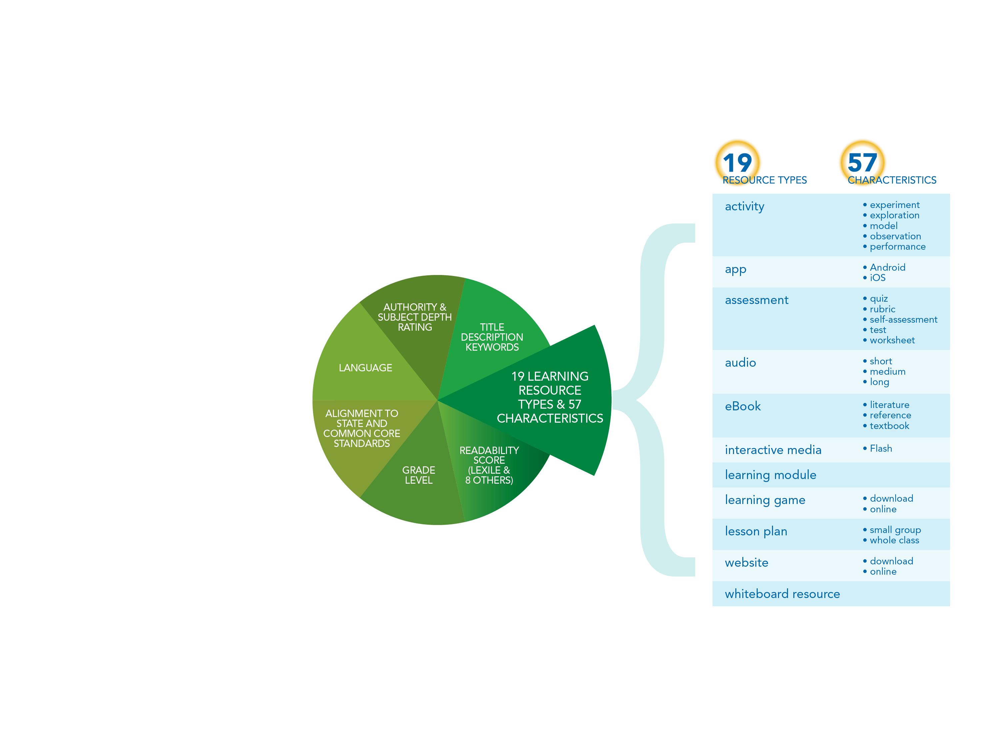 AUTHORITY &
SUBJECT DEPTH
RATING
TITLE
DESCRIPTION
KEYWORDS
LANGUAGE
19 LEARNING
RESOURCE
TYPES & 57
CHARACTERISTICS
ALIGNMENT TO
STATE AND
COMMON CORE
STANDARDS
GRADE
LEVEL
READABILITY
SCORE
(LEXILE &
8 OTHERS)
19
RESOURCE TYPES
57
CHARACTERISTICS
activity
• experiment
• exploration
• model
• observation
• performance
app
• Android
• iOS
assessment
• quiz
• rubric
• self-assessment
• test
• worksheet
audio
• short
• medium
• long
eBook
• literature
• reference
• textbook
interactive media
• Flash
learning module
learning game
• download
• online
lesson plan
• small group
• whole class
website
• download
• online
whiteboard resource